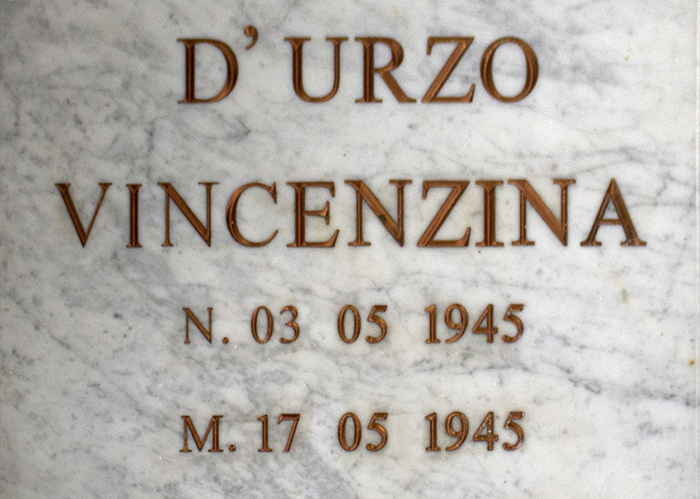 D' URZO
VINCENZINA
N. 03 05 1945
M. 17 05 1945